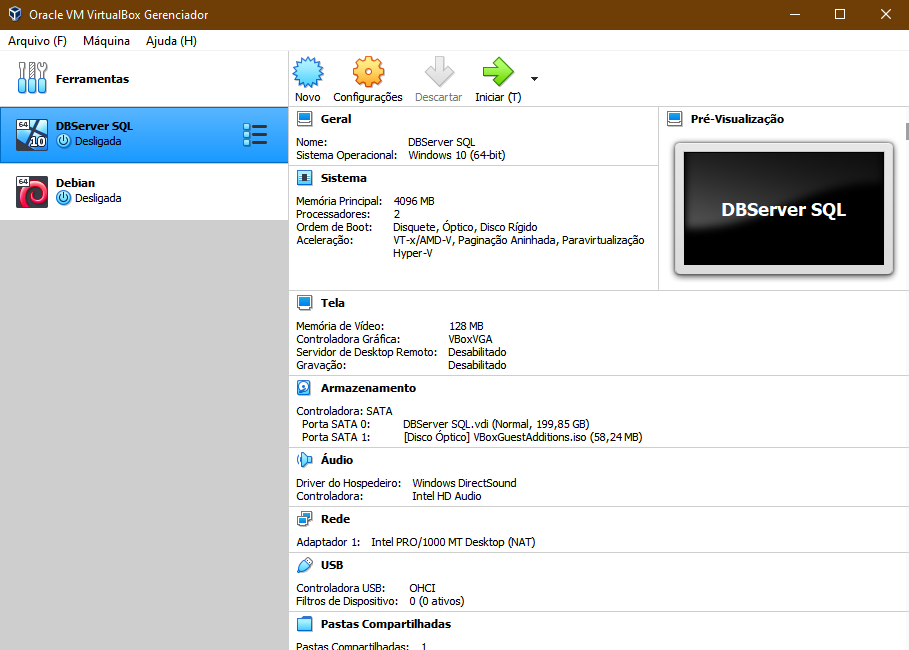 Oracle VM VirtualBox Gerenciador
Arquivo (F) Máquina Ajuda (H)
Ferramentas
64
10
DBServer SQL
Desligada
64
Debian
Desligada
Novo Configurações Descartar Iniciar (T)
Geral
Nome: DBServer SQL
Sistema Operacional: Windows 10 (64-bit)
Sistema
Memória Principal: 4096 MB
Processadores: 2
Ordem de Boot: Disquete, Óptico, Disco Rígido
Aceleração: VT-x/AMD-V, Paginação Aninhada, Paravirtualização
Hyper-V
Pré-Visualização
DBServer SQL
Tela
Memória de Vídeo: 128 MB
Controladora Gráfica: VBoxVGA
Servidor de Desktop Remoto: Desabilitado
Gravação: Desabilitado
Armazenamento
Controladora: SATA
Porta SATA 0: DBServer SQL.vdi (Normal, 199,85 GB)
Porta SATA 1: [Disco Óptico] VBoxGuestAdditions.iso (58,24 MB)
Áudio
Driver do Hospedeiro: Windows DirectSound
Controladora: Intel HD Audio
Rede
Adaptador 1: Intel PRO/1000 MT Desktop (NAT)
USB
Controladora USB: OHCI
Filtros de Dispositivo: 0 (0 ativos)
Pastas Compartilhadas
Pastas Compartilhadas: 1